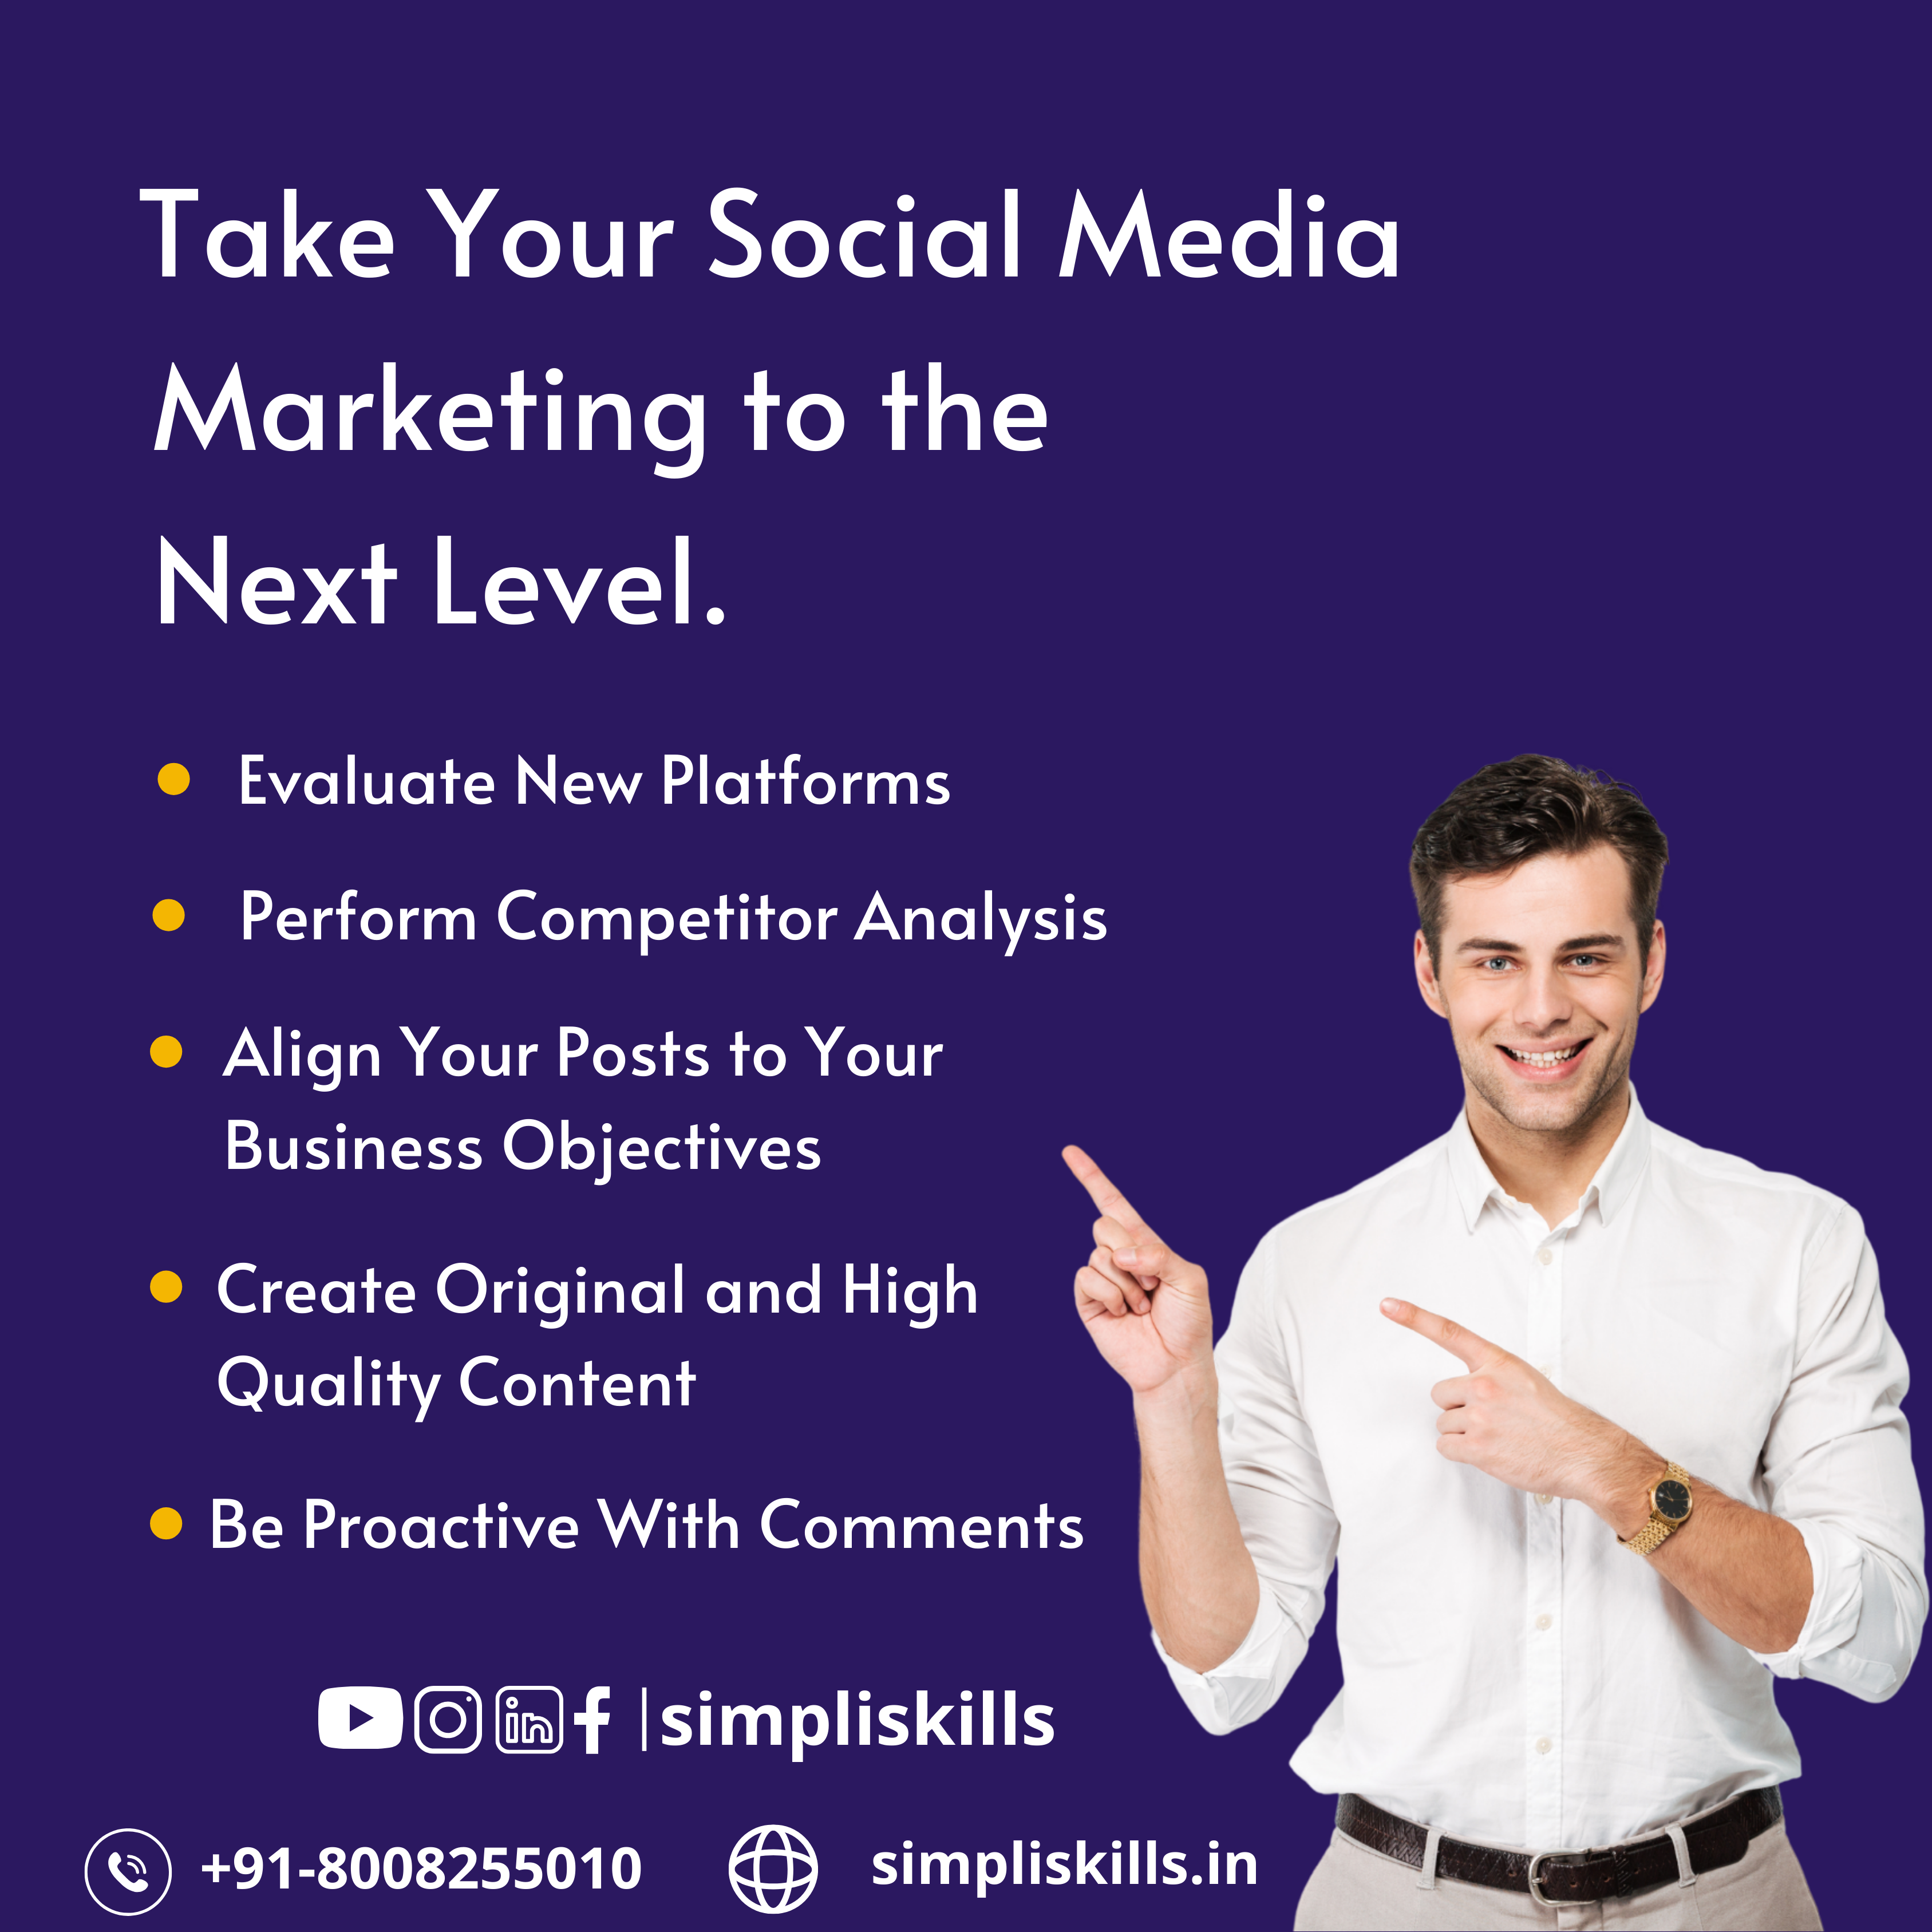 Take Your Social Media
Marketing to the
Next Level.
Evaluate New Platforms
Perform Competitor Analysis
Align Your Posts to Your
Business Objectives
Create Original and High
Quality Content
Be Proactive With Comments
in f |simpliskills
+91-8008255010 simpliskills.in